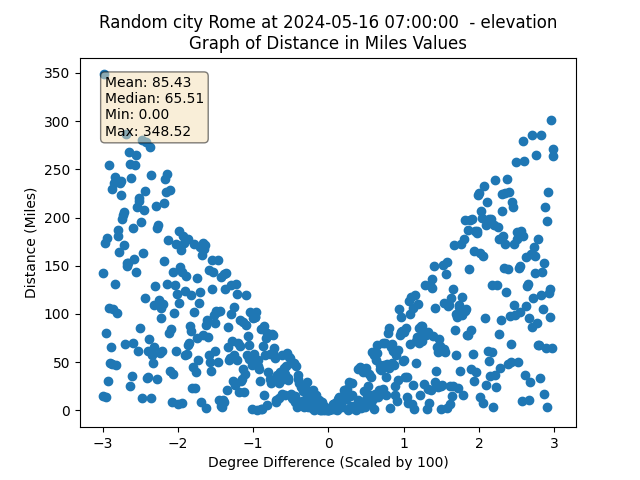 Random city Rome at 2024-05-16 07:00:00 - elevation
Graph of Distance in Miles Values
Mean: 85.43
Median: 65.51
Min: 0.00
Max: 348.52
350
300
250
200
150
100
50
0
Distance (Miles)
−3 −2 −1 0 1 2 3
Degree Difference (Scaled by 100)